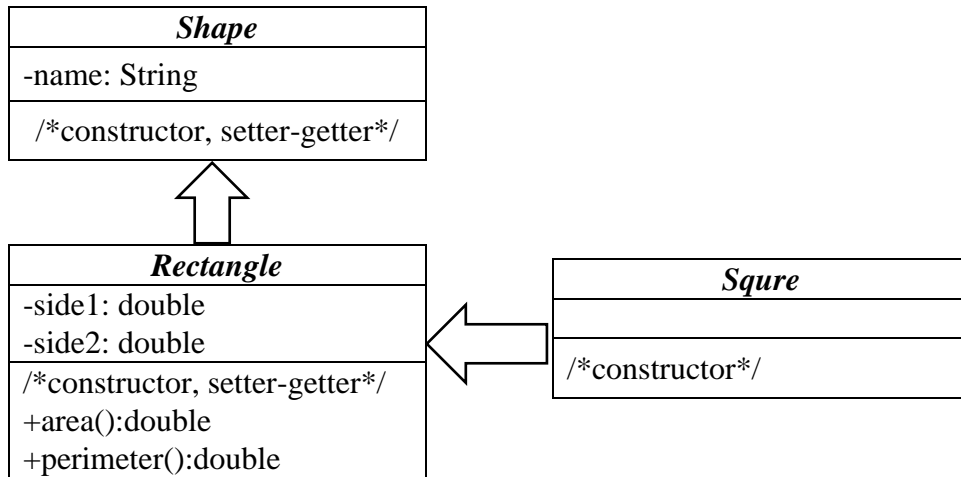 Shape
-name: String
/*constructor, setter-getter*/
Rectangle
-side1: double
-side2: double
/*constructor, setter-getter*/
+area():double
+perimeter():double
Squre
/*constructor*/